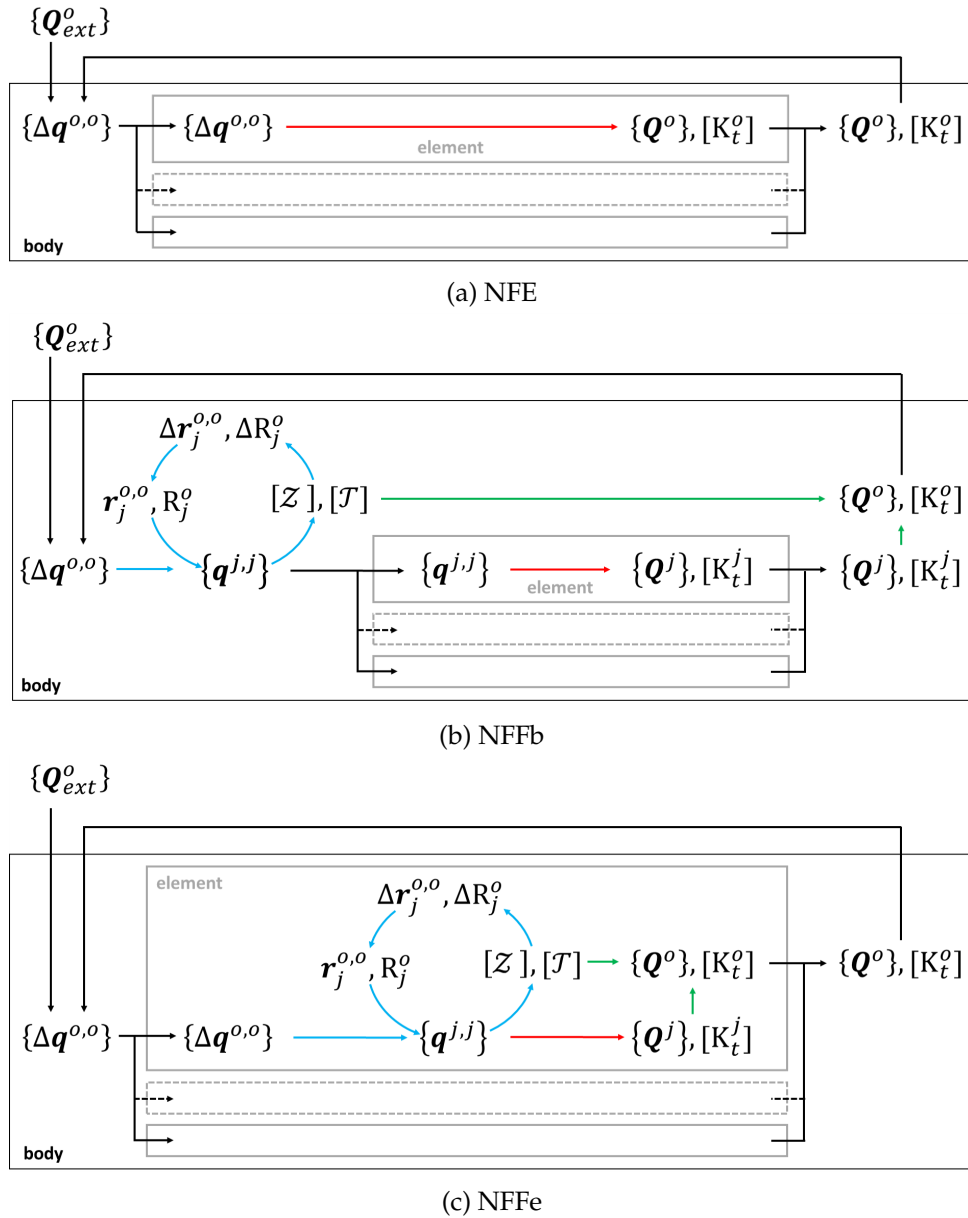 {Q^o_ext}
{Δq^{o,o}} {Δq^{o,o}} {Q^o}, [K^o_t] {Q^o}, [K^o_t]
element
body
(a) NFE
{Q^o_ext}
Δr^{o,o}_j, ΔR^o_j
r^{o,o}_j, R^o_j [𝒵], [𝒯] {Q^o}, [K^o_t]
{Δq^{o,o}} {q^{j,j}} {q^{j,j}} {Q^j}, [K^j_t] {Q^j}, [K^j_t]
element
body
(b) NFFb
{Q^o_ext}
element
Δr^{o,o}_j, ΔR^o_j
r^{o,o}_j, R^o_j [𝒵], [𝒯] {Q^o}, [K^o_t] {Q^o}, [K^o_t]
{Δq^{o,o}} {Δq^{o,o}} {q^{j,j}} {Q^j}, [K^j_t]
body
(c) NFFe